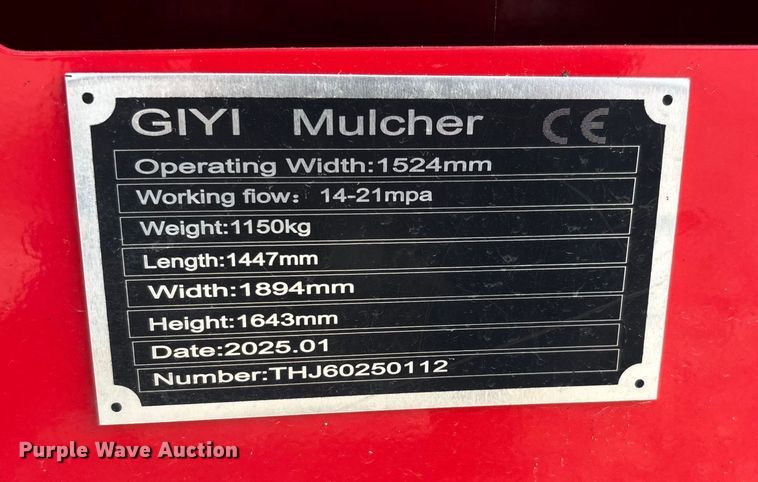 GIYI Mulcher CE
Operating Width:1524mm
Working flow: 14-21mpa
Weight:1150kg
Length:1447mm
Width:1894mm
Height:1643mm
Date:2025.01
Number:THJ60250112
Purple Wave Auction